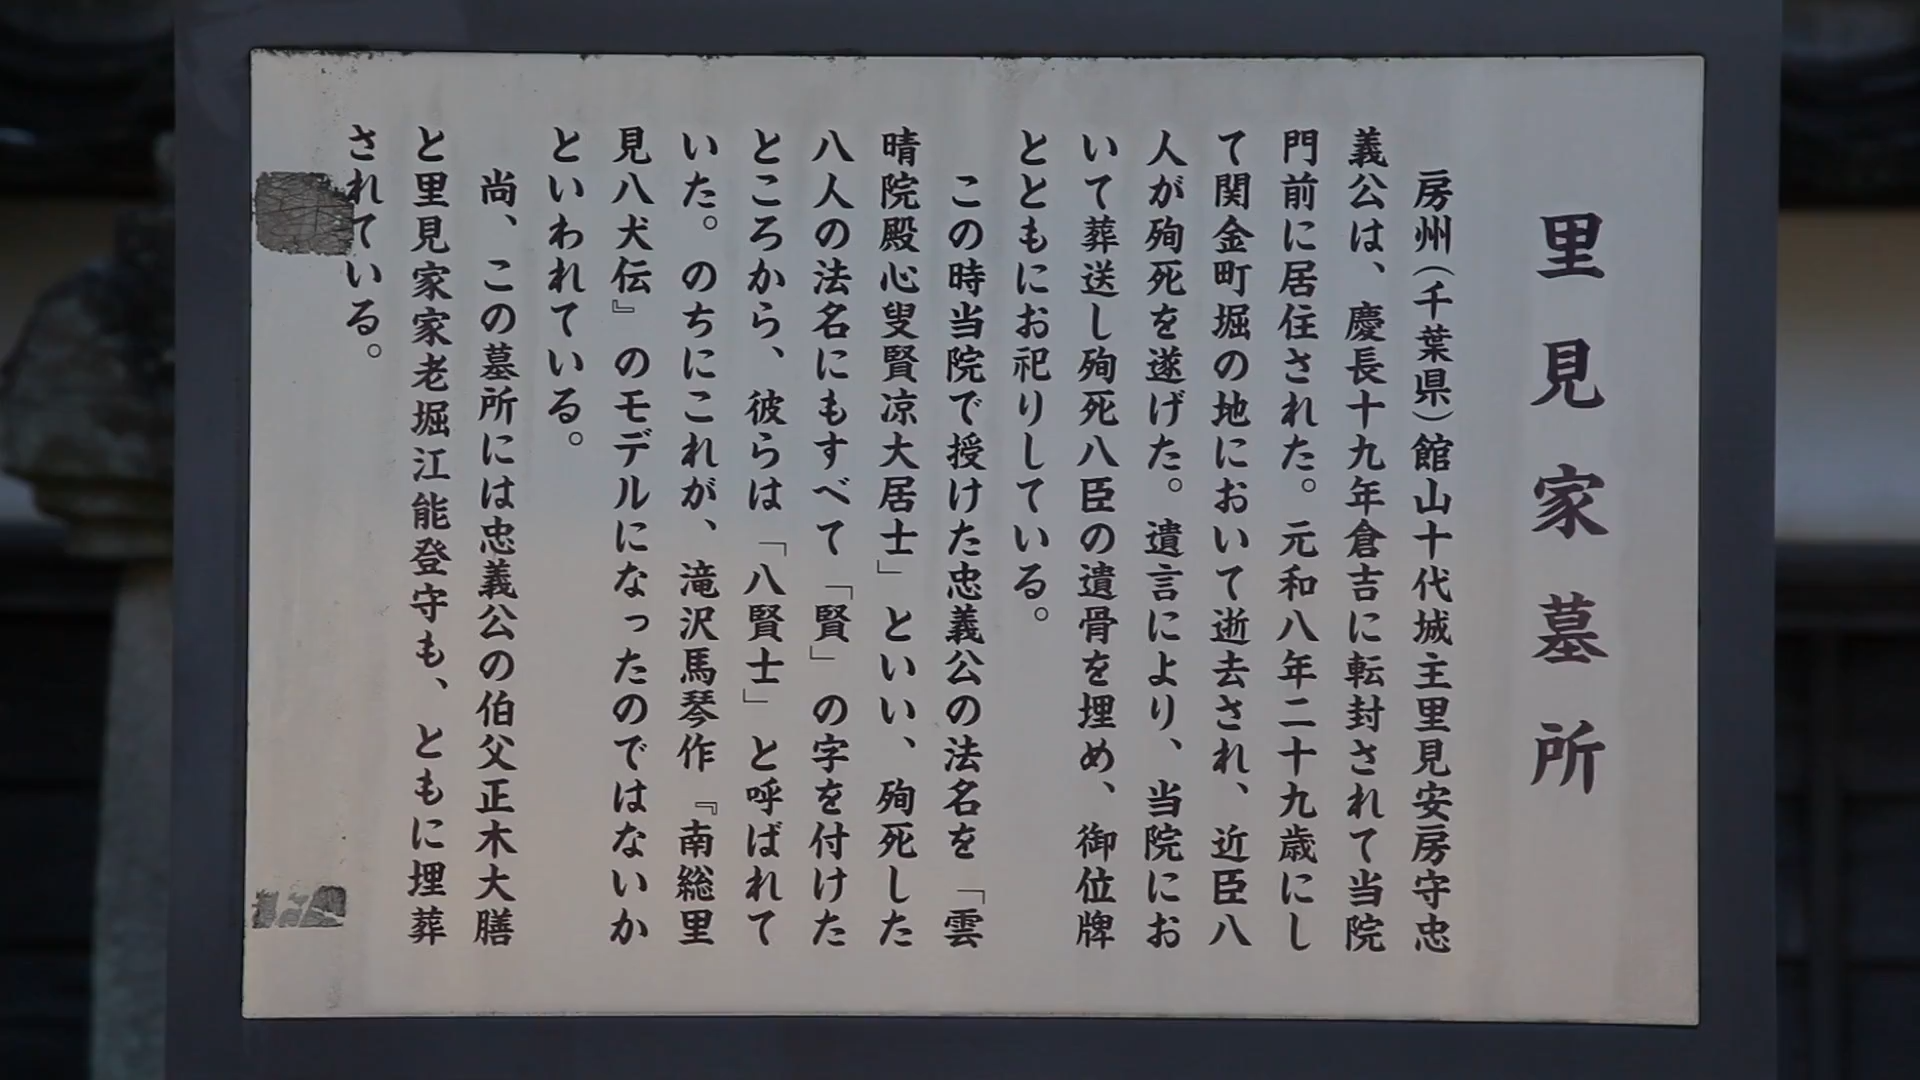 里見家墓所
房州（千葉県）館山十代城主里見安房守忠
義公は、慶長十九年倉吉に転封されて当院
門前に居住された。元和八年二十九歳にし
て関金町堀の地において逝去され、近臣八
人が殉死を遂げた。遺言により、当院にお
いて葬送し殉死八臣の遺骨を埋め、御位牌
とともにお祀りしている。
この時当院で授けた忠義公の法名を「雲
晴院殿心叟賢凉大居士」といい、殉死した
八人の法名にもすべて「賢」の字を付けた
ところから、彼らは「八賢士」と呼ばれて
いた。のちにこれが、滝沢馬琴作『南総里
見八犬伝』のモデルになったのではないか
といわれている。
尚、この墓所には忠義公の伯父正木大膳
と里見家家老堀江能登守も、ともに埋葬
されている。